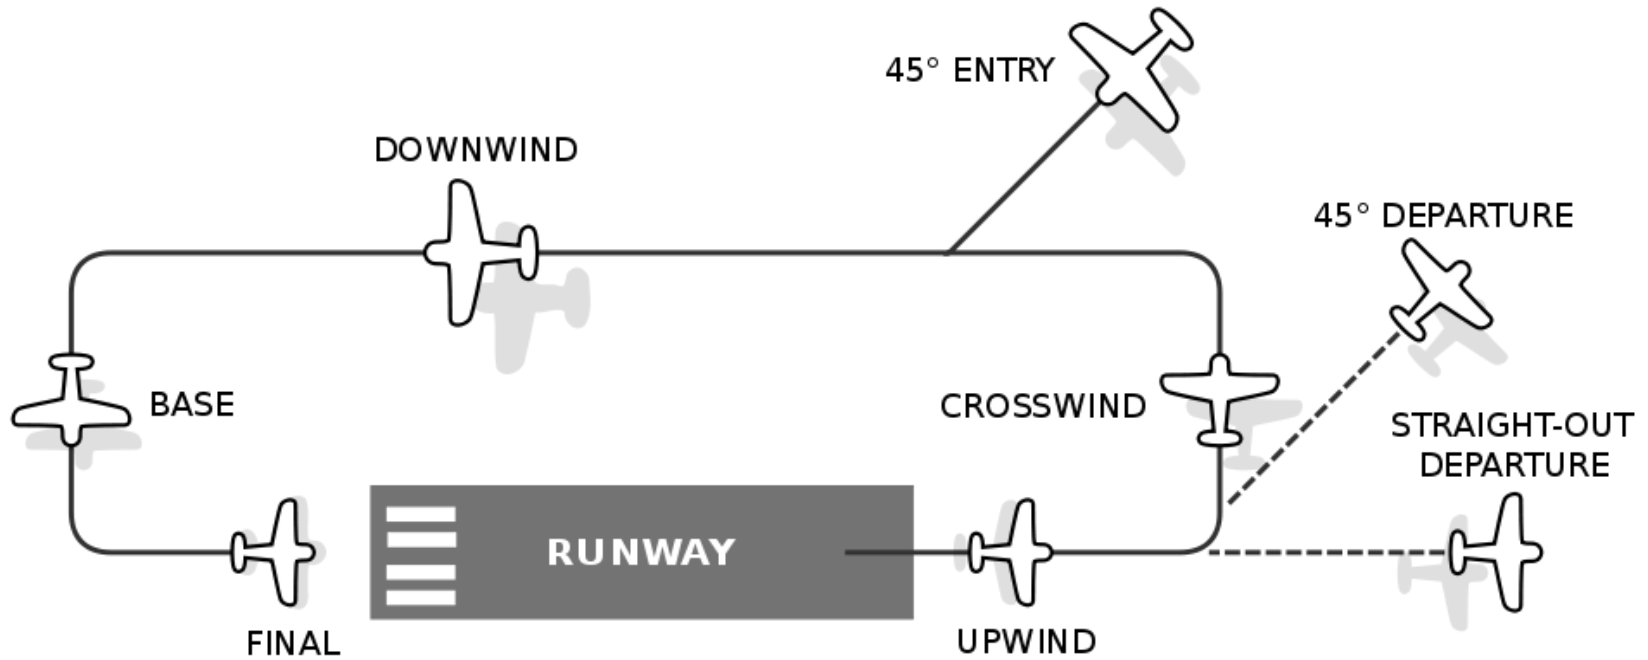 45° ENTRY
DOWNWIND
45° DEPARTURE
BASE
CROSSWIND
STRAIGHT-OUT
DEPARTURE
RUNWAY
FINAL
UPWIND